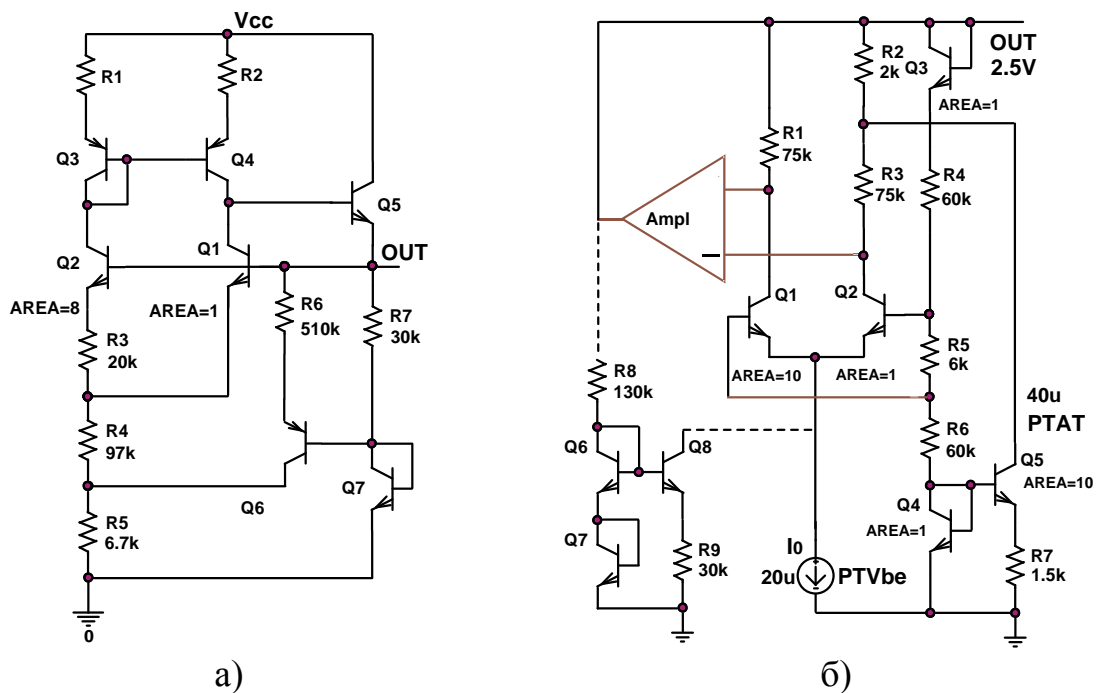 Vcc
R1
R2
Q3
Q4
Q5
Q2
Q1
OUT
AREA=8
AREA=1
R6
510k
R7
30k
R3
20k
R4
97k
Q6
Q7
R5
6.7k
0
а)
OUT
2.5V
R2
2k
Q3
AREA=1
R1
75k
R3
75k
R4
60k
Ampl
Q1
Q2
AREA=10
AREA=1
R5
6k
R8
130k
40u
PTAT
R6
60k
Q6
Q8
Q5
AREA=10
Q4
AREA=1
Q7
R9
30k
I0
20u
PTVbe
R7
1.5k
б)